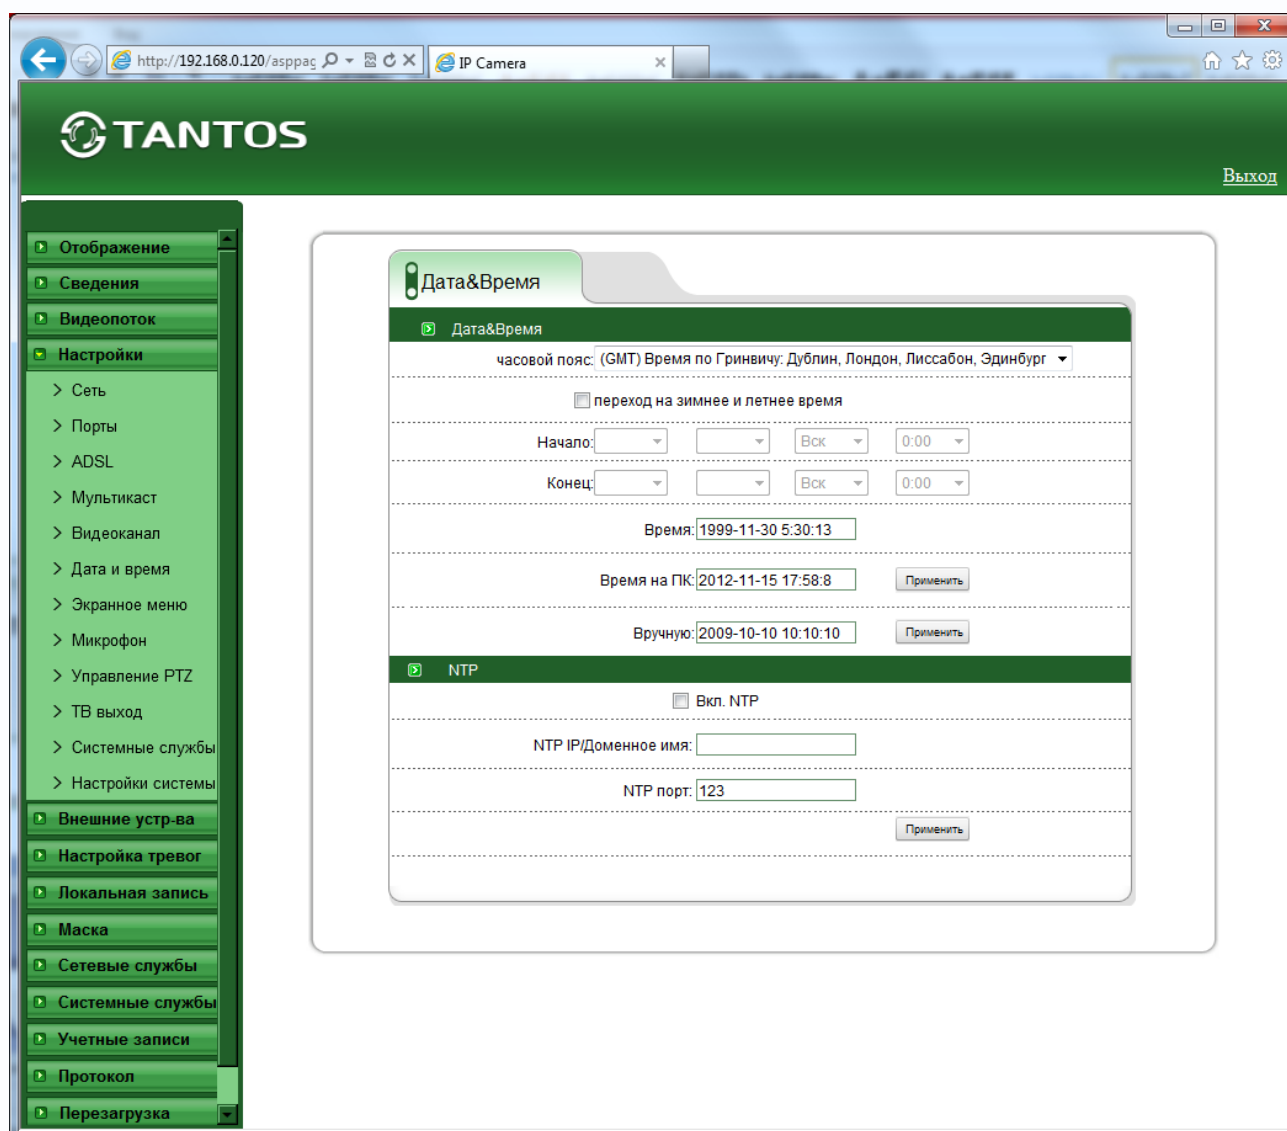 http://192.168.0.120/asppag
IP Camera
TANTOS
Выход
Отображение
Сведения
Видеопоток
Настройки
Сеть
Порты
ADSL
Мультикаст
Видеоканал
Дата и время
Экранное меню
Микрофон
Управление PTZ
ТВ выход
Системные службы
Настройки системы
Внешние устр-ва
Настройка тревог
Локальная запись
Маска
Сетевые службы
Системные службы
Учетные записи
Протокол
Перезагрузка
Дата&Время
Дата&Время
часовой пояс: (GMT) Время по Гринвичу: Дублин, Лондон, Лиссабон, Эдинбург
переход на зимнее и летнее время
Начало: Вск 0:00
Конец: Вск 0:00
Время: 1999-11-30 5:30:13
Время на ПК: 2012-11-15 17:58:8 Применить
Вручную: 2009-10-10 10:10:10 Применить
NTP
Вкл. NTP
NTP IP/Доменное имя:
NTP порт: 123
Применить